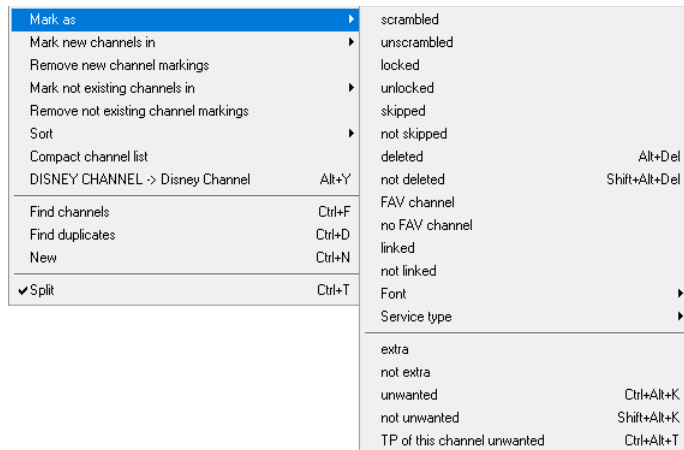 Mark as
Mark new channels in
Remove new channel markings
Mark not existing channels in
Remove not existing channel markings
Sort
Compact channel list
DISNEY CHANNEL -> Disney Channel Alt+Y
Find channels Ctrl+F
Find duplicates Ctrl+D
New Ctrl+N
Split Ctrl+T
scrambled
unscrambled
locked
unlocked
skipped
not skipped
deleted Alt+Del
not deleted Shift+Alt+Del
FAV channel
no FAV channel
linked
not linked
Font
Service type
extra
not extra
unwanted Ctrl+Alt+K
not unwanted Shift+Alt+K
TP of this channel unwanted Ctrl+Alt+T